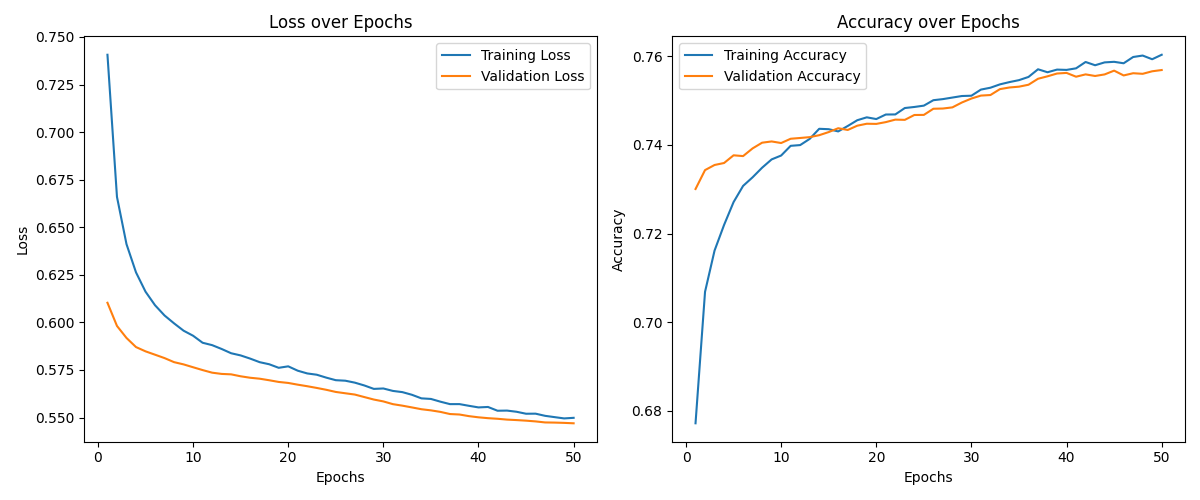 Loss over Epochs
0.750
0.725
0.700
0.675
0.650
0.625
0.600
0.575
0.550
Loss
Training Loss
Validation Loss
0 10 20 30 40 50
Epochs
Accuracy over Epochs
0.76
0.74
0.72
0.70
0.68
Accuracy
Training Accuracy
Validation Accuracy
0 10 20 30 40 50
Epochs